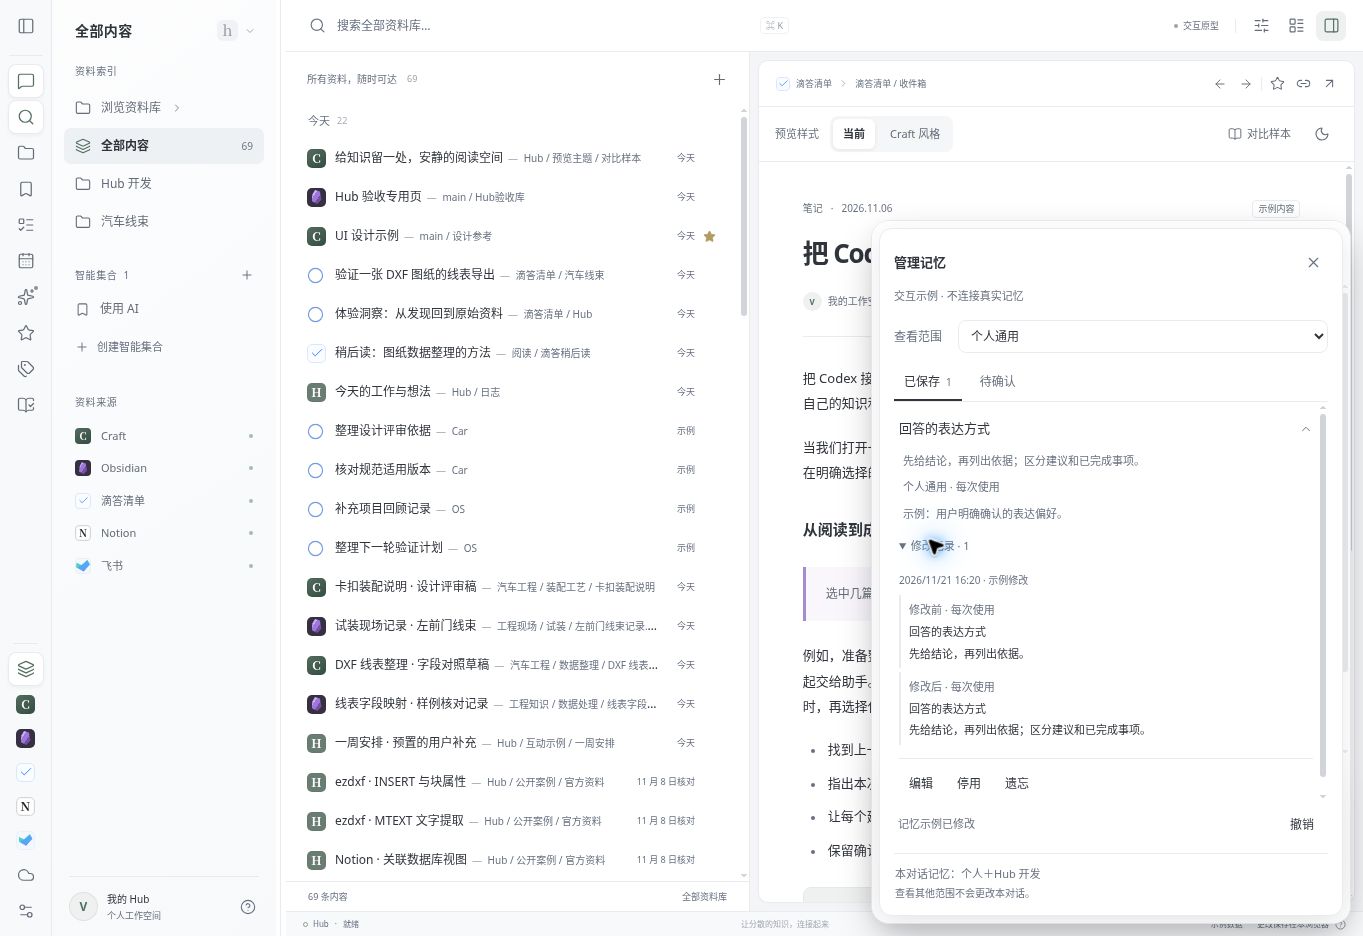 全部内容
h
资料索引
浏览资料库
全部内容 69
Hub 开发
汽车线束
智能集合 1
使用 AI
创建智能集合
资料来源
Craft
Obsidian
滴答清单
Notion
飞书
我的 Hub
个人工作空间
V
搜索全部资料库...
⌘ K
交互原型
所有资料，随时可达 69
今天 22
给知识留一处，安静的阅读空间 — Hub / 预览主题 / 对比样本 今天
Hub 验收专用页 — main / Hub验收库 今天
UI 设计示例 — main / 设计参考 今天
验证一张 DXF 图纸的线表导出 — 滴答清单 / 汽车线束 今天
体验洞察：从发现回到原始资料 — 滴答清单 / Hub 今天
稍后读：图纸数据整理的方法 — 阅读 / 滴答稍后读 今天
今天的工作与想法 — Hub / 日志 今天
整理设计评审依据 — Car 示例
核对规范适用版本 — Car 示例
补充项目回顾记录 — OS 示例
整理下一轮验证计划 — OS 示例
卡扣装配说明 · 设计评审稿 — 汽车工程 / 装配工艺 / 卡扣装配说明 今天
试装现场记录 · 左前门线束 — 工程现场 / 试装 / 左前门线束记录.... 今天
DXF 线表整理 · 字段对照草稿 — 汽车工程 / 数据整理 / DXF 线表... 今天
线表字段映射 · 样例核对记录 — 工程知识 / 数据处理 / 线表字段... 今天
一周安排 · 预置的用户补充 — Hub / 互动示例 / 一周安排 今天
ezdxf · INSERT 与块属性 — Hub / 公开案例 / 官方资料 11 月 8 日核对
ezdxf · MTEXT 文字提取 — Hub / 公开案例 / 官方资料 11 月 8 日核对
Notion · 关联数据库视图 — Hub / 公开案例 / 官方资料 11 月 8 日核对
69 条内容 全部资料库
Hub · 就绪
让分散的知识，连接起来
滴答清单 > 滴答清单 / 收件箱
预览样式 当前 Craft 风格 对比样本
笔记 · 2026.11.06 示例内容
把 Cod
V 我的工作空
把 Codex 接
自己的知识
当我们打开
在明确选择
从阅读到
选中几篇
例如，准备
起交给助手。
时，再选择
找到上
指出本
让每个
保留确
管理记忆
交互示例 · 不连接真实记忆
查看范围 个人通用
已保存 1 待确认
回答的表达方式
先给结论，再列出依据；区分建议和已完成事项。
个人通用 · 每次使用
示例：用户明确确认的表达偏好。
▼ 修改记录 · 1
2026/11/21 16:20 · 示例修改
修改前 · 每次使用
回答的表达方式
先给结论，再列出依据。
修改后 · 每次使用
回答的表达方式
先给结论，再列出依据；区分建议和已完成事项。
编辑 停用 遗忘
记忆示例已修改 撤销
本对话记忆：个人＋Hub 开发
查看其他范围不会更改本对话。